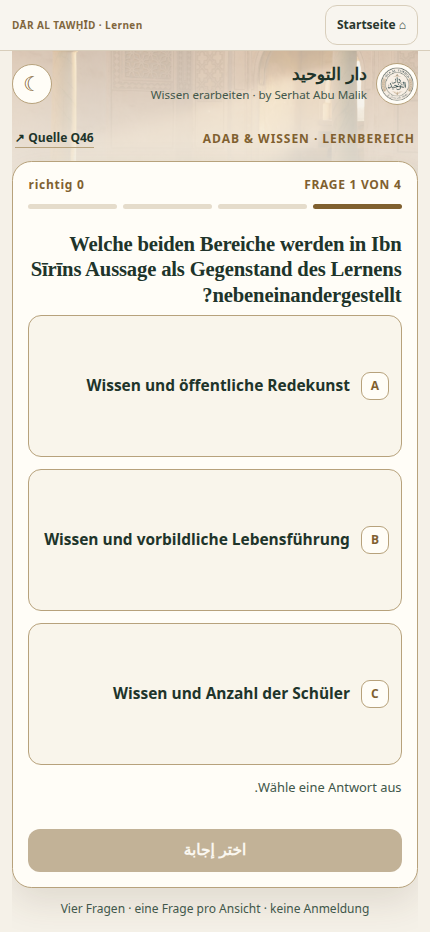 DĀR AL TAWḤĪD · Lernen
Startseite ⌂
دار التوحيد
Wissen erarbeiten · by Serhat Abu Malik
ADAB & WISSEN · LERNBEREICH
↗ Quelle Q46
FRAGE 1 VON 4
richtig 0
Welche beiden Bereiche werden in Ibn
Sīrīns Aussage als Gegenstand des Lernens
nebeneinandergestellt?
A Wissen und öffentliche Redekunst
B Wissen und vorbildliche Lebensführung
C Wissen und Anzahl der Schüler
Wähle eine Antwort aus.
اختر إجابة
Vier Fragen · eine Frage pro Ansicht · keine Anmeldung